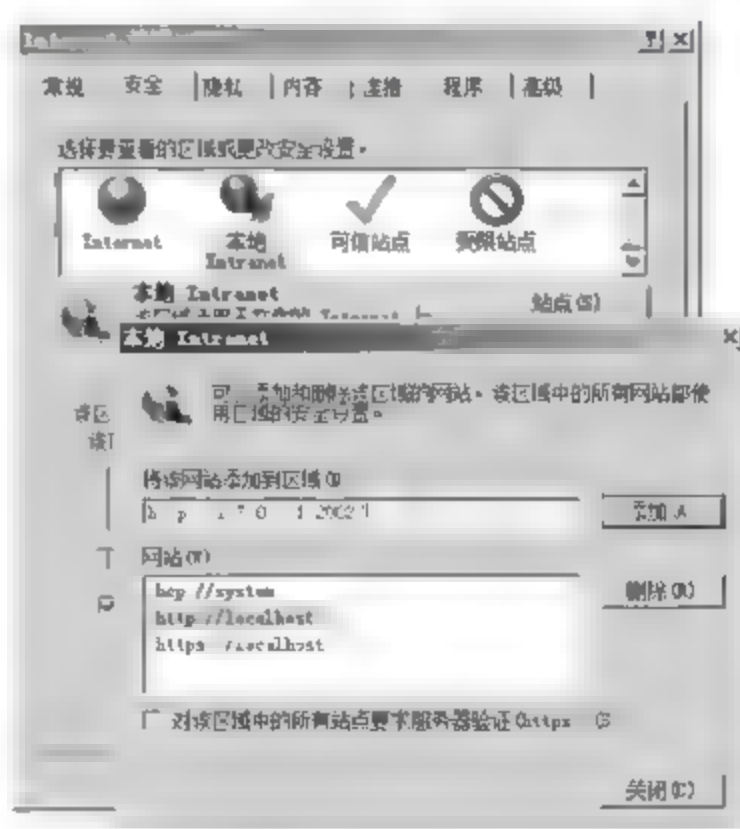 常规 安全 隐私 内容 连接 程序 高级
选择要查看的区域或更改安全设置。
Internet 本地 可信站点 受限站点
Intranet
本地 Intranet
站点(S)
本地 Intranet
添加和删除该区域的网站。该区域中的所有网站都使
用区域的安全设置。
该区
将该网站添加到区域
添加
网站(W)
hcp://system
http://localhost
https://localhost
删除(R)
对该区域中的所有站点要求服务器验证(https
关闭(C)